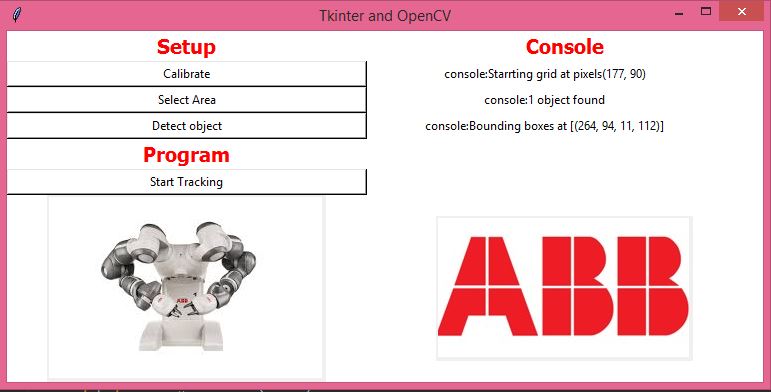 Tkinter and OpenCV
Setup
Calibrate
Select Area
Detect object
Program
Start Tracking
ABB
Console
console:Starrting grid at pixels(177, 90)
console:1 object found
console:Bounding boxes at [(264, 94, 11, 112)]
ABB